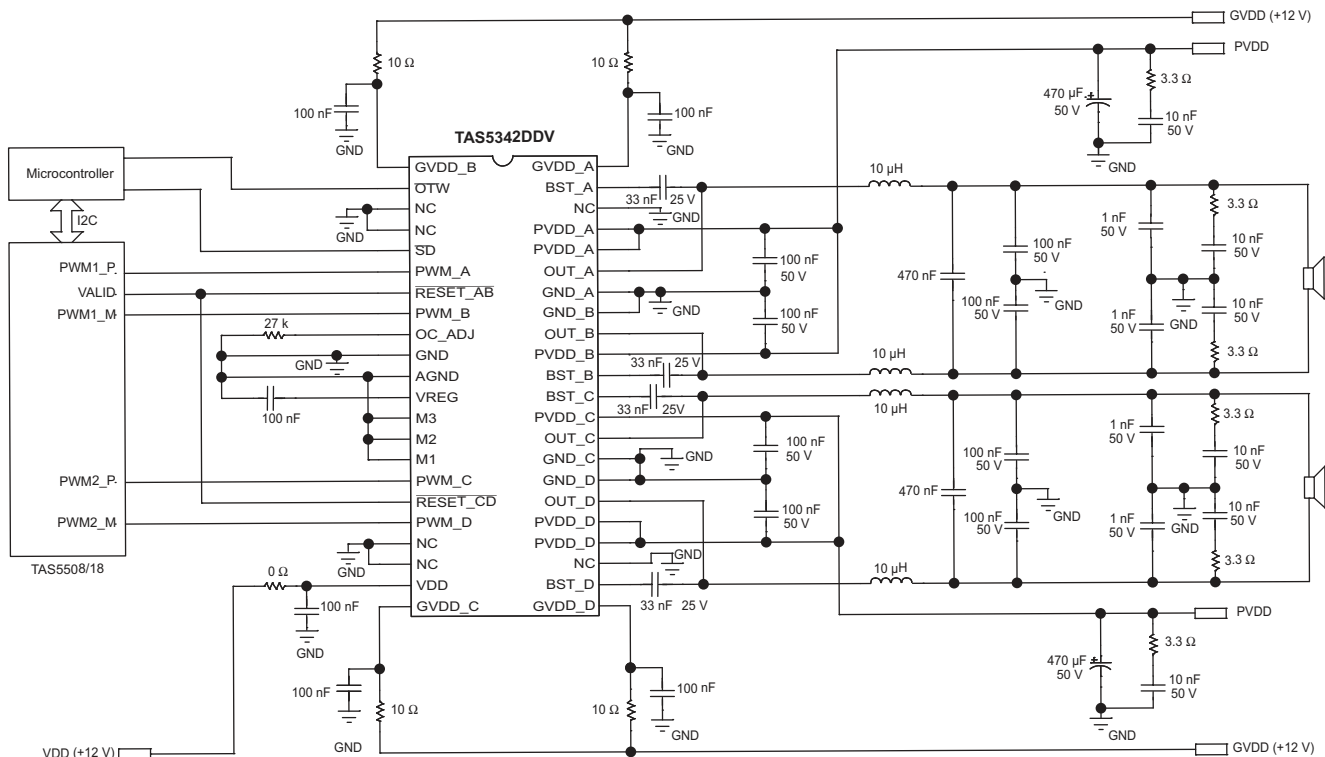 GVDD (+12 V)
PVDD
10 Ω
10 Ω
3.3 Ω
470 µF
50 V
10 nF
50 V
100 nF
GND
100 nF
GND
GND
TAS5342DDV
Microcontroller
I2C
GVDD_B
OTW
NC
NC
SD
PWM_A
RESET_AB
PWM_B
OC_ADJ
GND
AGND
VREG
M3
M2
M1
PWM_C
RESET_CD
PWM_D
NC
NC
VDD
GVDD_C
GVDD_A
BST_A
NC
PVDD_A
PVDD_A
OUT_A
GND_A
GND_B
OUT_B
PVDD_B
BST_B
BST_C
PVDD_C
OUT_C
GND_C
GND_D
OUT_D
PVDD_D
PVDD_D
NC
BST_D
GVDD_D
PWM1_P
VALID
PWM1_M
PWM2_P
PWM2_M
TAS5508/18
GND
27 k
GND
100 nF
GND
0 Ω
100 nF
GND
33 nF 25 V
GND
100 nF
50 V
GND
100 nF
50 V
33 nF 25 V
33 nF 25V
100 nF
50 V
GND
100 nF
50 V
GND
33 nF 25 V
10 µH
10 µH
10 µH
10 µH
470 nF
100 nF
50 V
GND
100 nF
50 V
1 nF
50 V
GND
1 nF
50 V
3.3 Ω
10 nF
50 V
10 nF
50 V
3.3 Ω
470 nF
100 nF
50 V
GND
100 nF
50 V
1 nF
50 V
GND
1 nF
50 V
3.3 Ω
10 nF
50 V
10 nF
50 V
3.3 Ω
PVDD
3.3 Ω
470 µF
50 V
10 nF
50 V
GND
100 nF
10 Ω
GND
10 Ω
100 nF
GND
VDD (+12 V)
GVDD (+12 V)